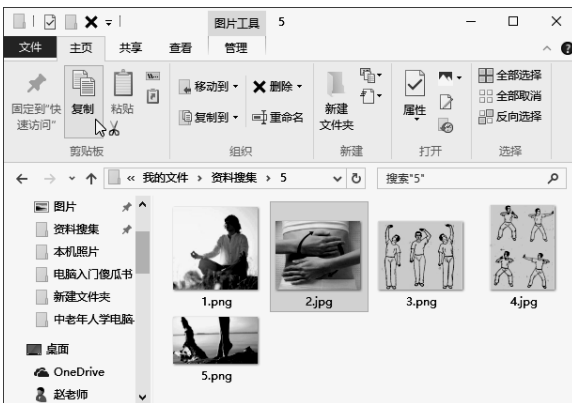 图片工具 5
文件 主页 共享 查看 管理
固定到"快速访问"
复制
粘贴
剪贴板
移动到 删除
复制到 重命名
组织
新建
文件夹
新建
属性
打开
全部选择
全部取消
反向选择
选择
« 我的文件 › 资料搜集 › 5
搜索"5"
图片
资料搜集
本机照片
电脑入门傻瓜书
新建文件夹
中老年人学电脑
桌面
OneDrive
赵老师
1.png
2.jpg
3.png
4.jpg
5.png